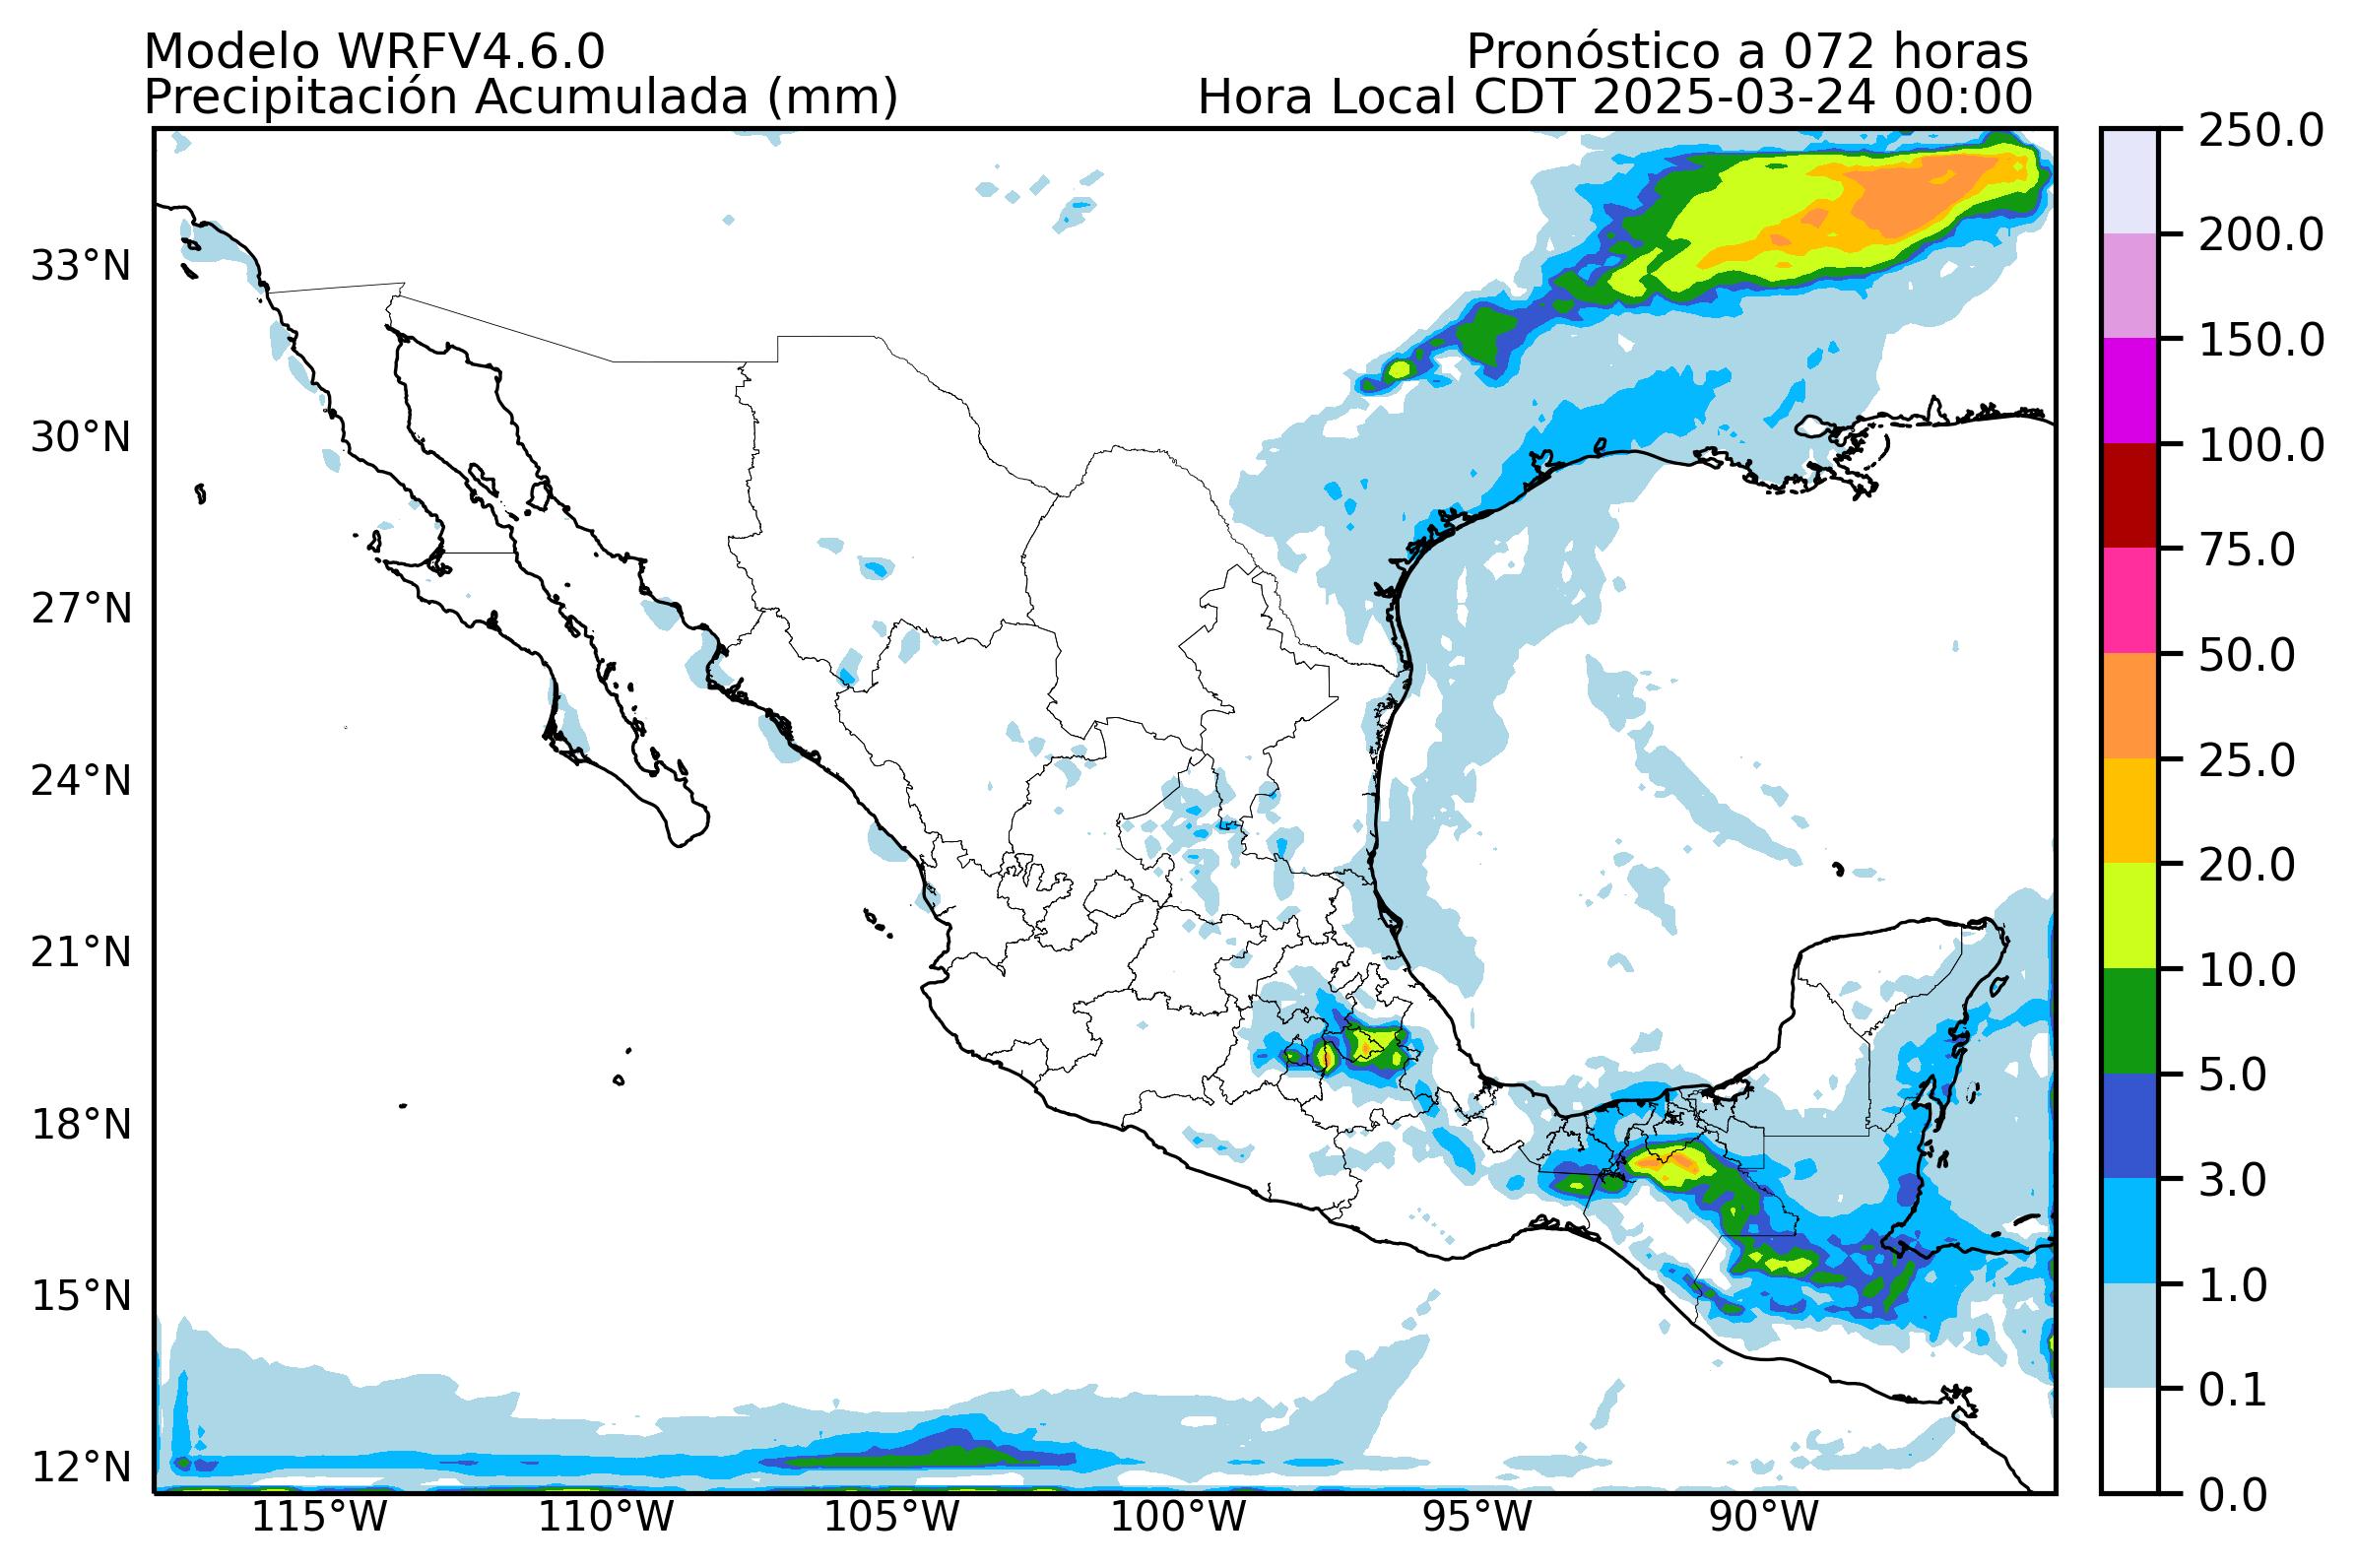 Modelo WRFV4.6.0
Pronóstico a 072 horas
Precipitación Acumulada (mm)
Hora Local CDT 2025-03-24 00:00
33°N
30°N
27°N
24°N
21°N
18°N
15°N
12°N
115°W
110°W
105°W
100°W
95°W
90°W
250.0
200.0
150.0
100.0
75.0
50.0
25.0
20.0
10.0
5.0
3.0
1.0
0.1
0.0